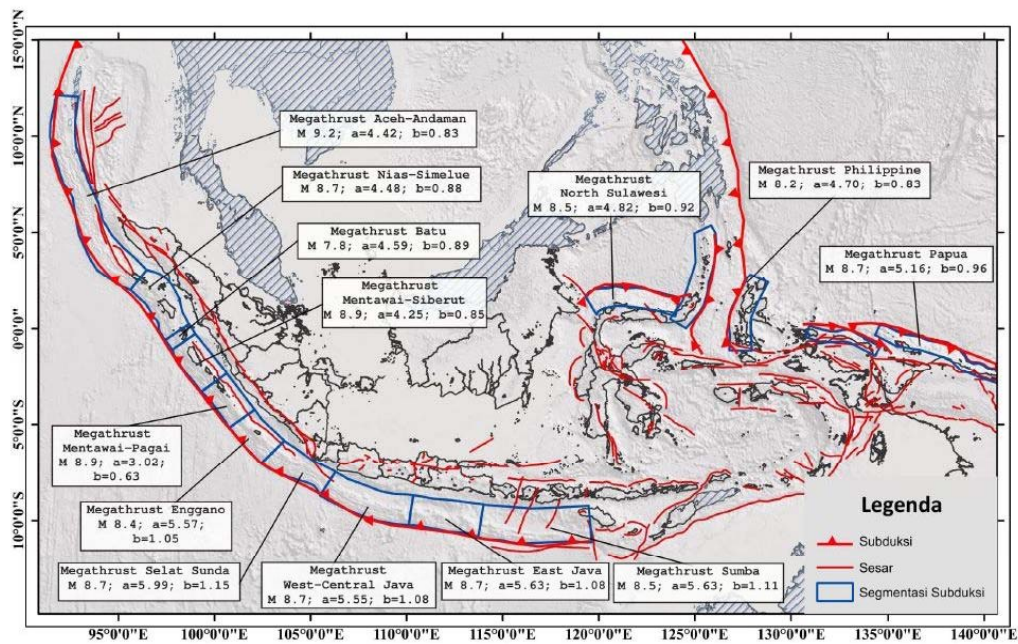 15°0'0"N
10°0'0"N
5°0'0"N
0°0'0"
5°0'0"S
10°0'0"S
Megathrust Aceh-Andaman
M 9.2; a=4.42; b=0.83
Megathrust Nias-Simelue
M 8.7; a=4.48; b=0.88
Megathrust Batu
M 7.8; a=4.59; b=0.89
Megathrust
Mentawai-Siberut
M 8.9; a=4.25; b=0.85
Megathrust
North Sulawesi
M 8.5; a=4.82; b=0.92
Megathrust Philippine
M 8.2; a=4.70; b=0.83
Megathrust Papua
M 8.7; a=5.16; b=0.96
Megathrust
Mentawai-Pagai
M 8.9; a=3.02;
b=0.63
Megathrust Enggano
M 8.4; a=5.57;
b=1.05
Megathrust Selat Sunda
M 8.7; a=5.99; b=1.15
Megathrust
West-Central Java
M 8.7; a=5.55; b=1.08
Megathrust East Java
M 8.7; a=5.63; b=1.08
Megathrust Sumba
M 8.5; a=5.63; b=1.11
Legenda
Subduksi
Sesar
Segmentasi Subduksi
95°0'0"E
100°0'0"E
105°0'0"E
110°0'0"E
115°0'0"E
120°0'0"E
125°0'0"E
130°0'0"E
135°0'0"E
140°0'0"E